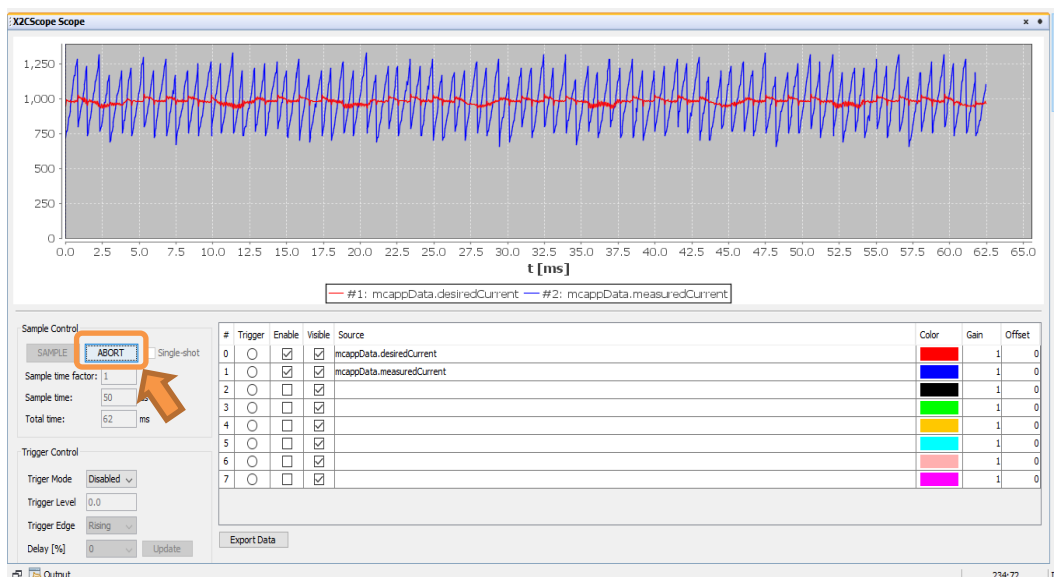 X2CScope Scope
1,250
1,000
750
500
250
0
0.0 2.5 5.0 7.5 10.0 12.5 15.0 17.5 20.0 22.5 25.0 27.5 30.0 32.5 35.0 37.5 40.0 42.5 45.0 47.5 50.0 52.5 55.0 57.5 60.0 62.5 65.0
t [ms]
#1: mcappData.desiredCurrent #2: mcappData.measuredCurrent
Sample Control
SAMPLE ABORT Single-shot
Sample time factor: 1
Sample time: 50
Total time: 62 ms
Trigger Control
Triger Mode Disabled
Trigger Level 0.0
Trigger Edge Rising
Delay [%] 0 Update
# Trigger Enable Visible Source Color Gain Offset
0 mcappData.desiredCurrent 1 0
1 mcappData.measuredCurrent 1 0
2 1 0
3 1 0
4 1 0
5 1 0
6 1 0
7 1 0
Export Data
Output
234:72